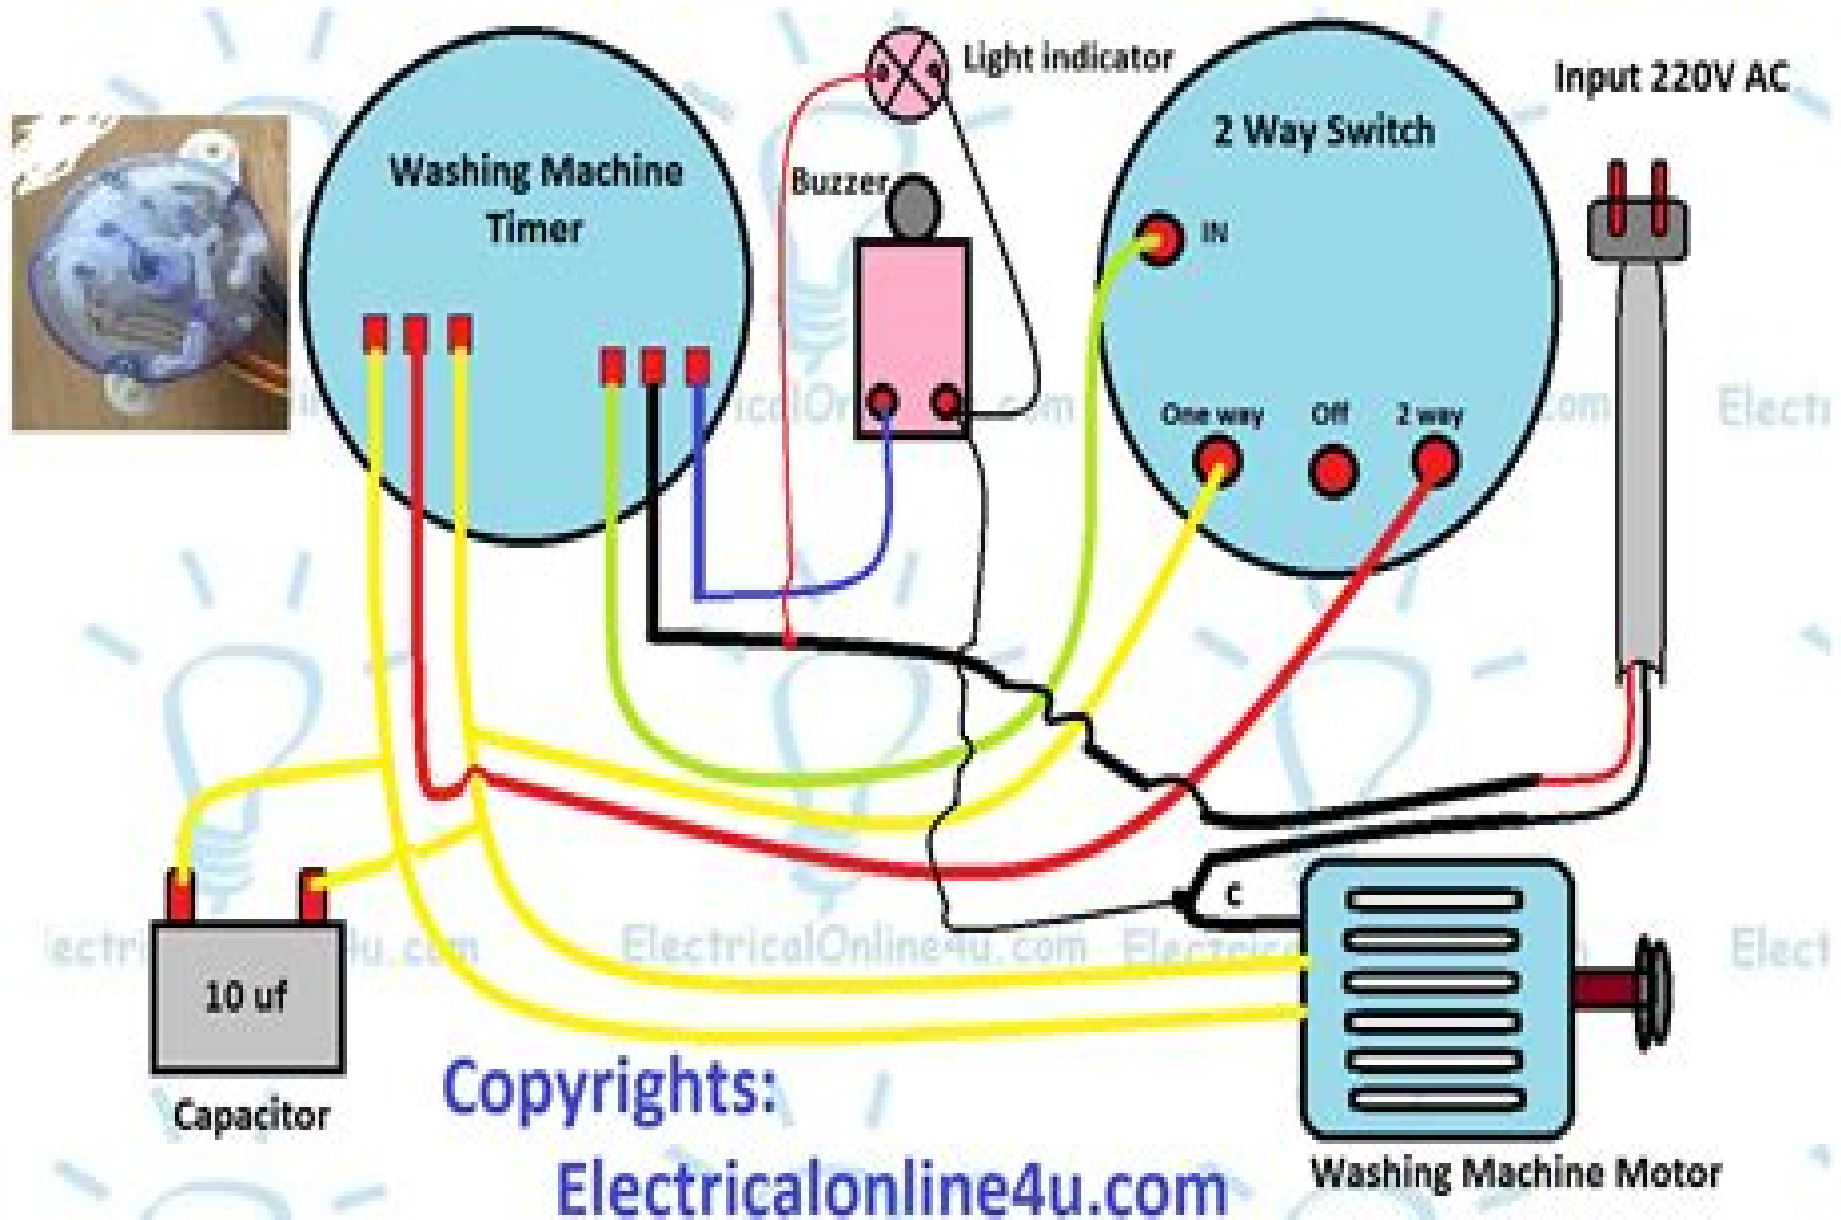 Light indicator
Input 220V AC
2 Way Switch
Washing Machine
Timer
Buzzer
IN
One way
Off
2 way
C
10 uf
Capacitor
ElectricalOnline4u.com
Copyrights:
Electricalonline4u.com
Washing Machine Motor